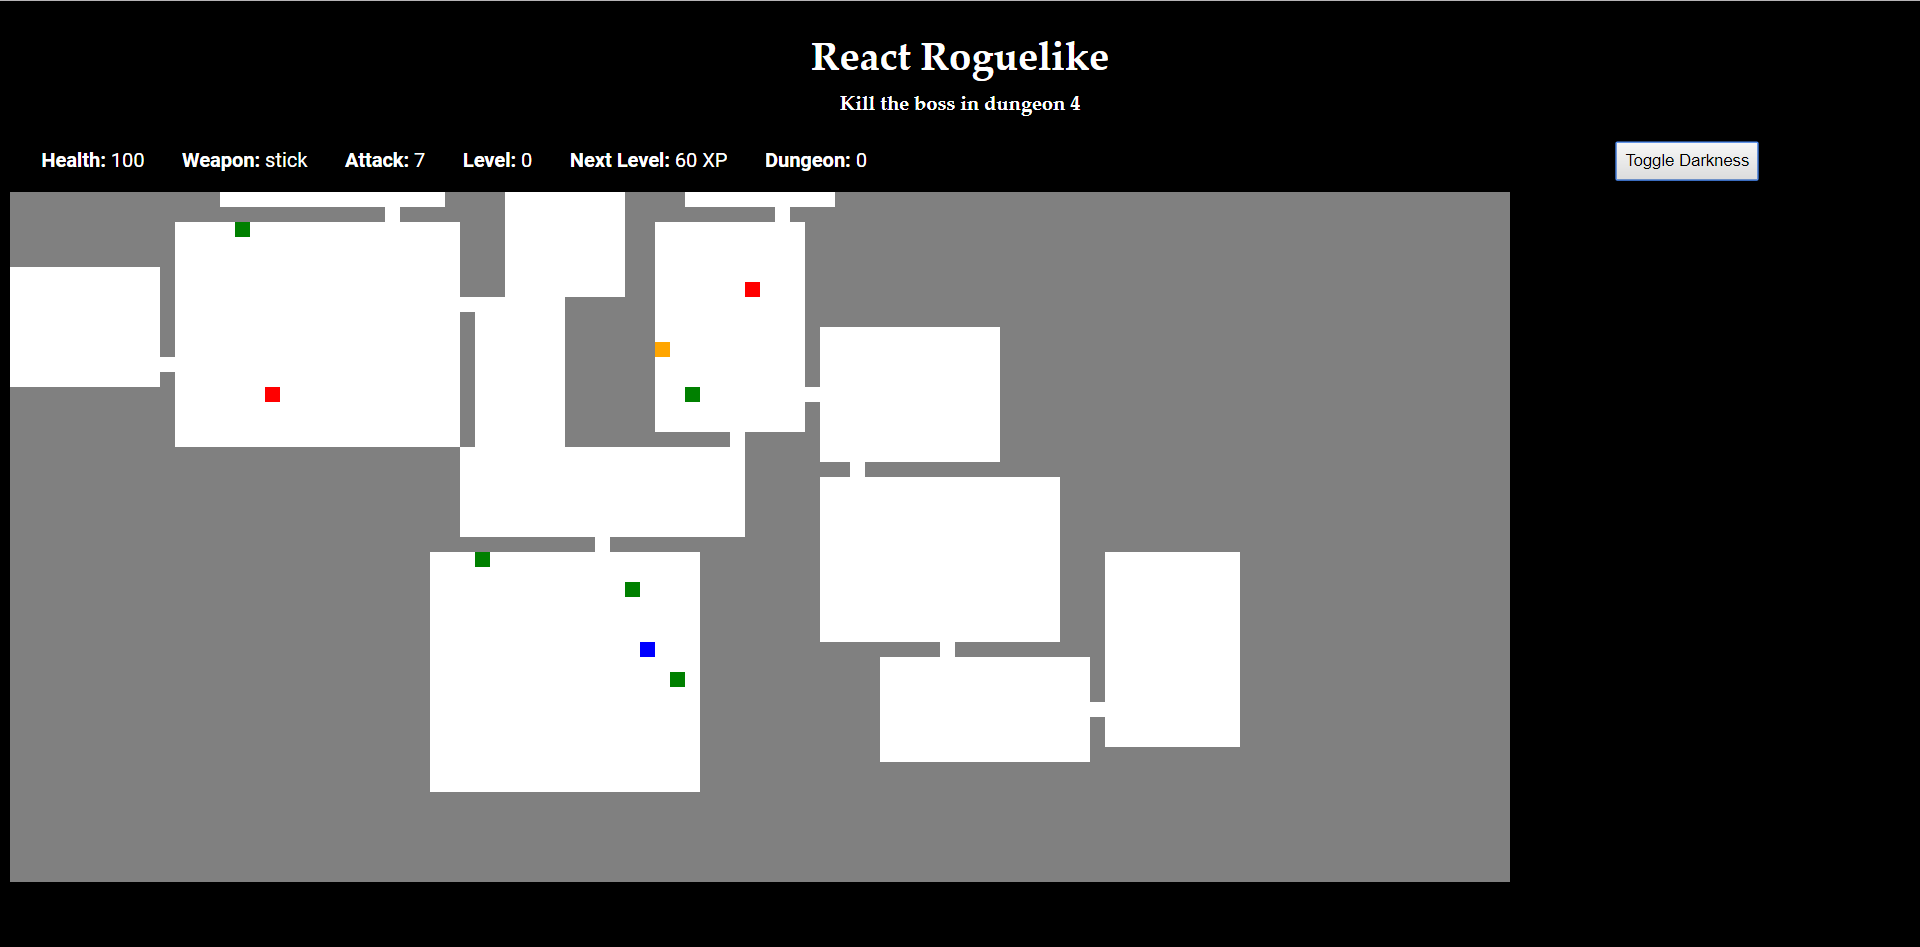 React Roguelike
Kill the boss in dungeon 4
Health: 100 Weapon: stick Attack: 7 Level: 0 Next Level: 60 XP Dungeon: 0 Toggle Darkness